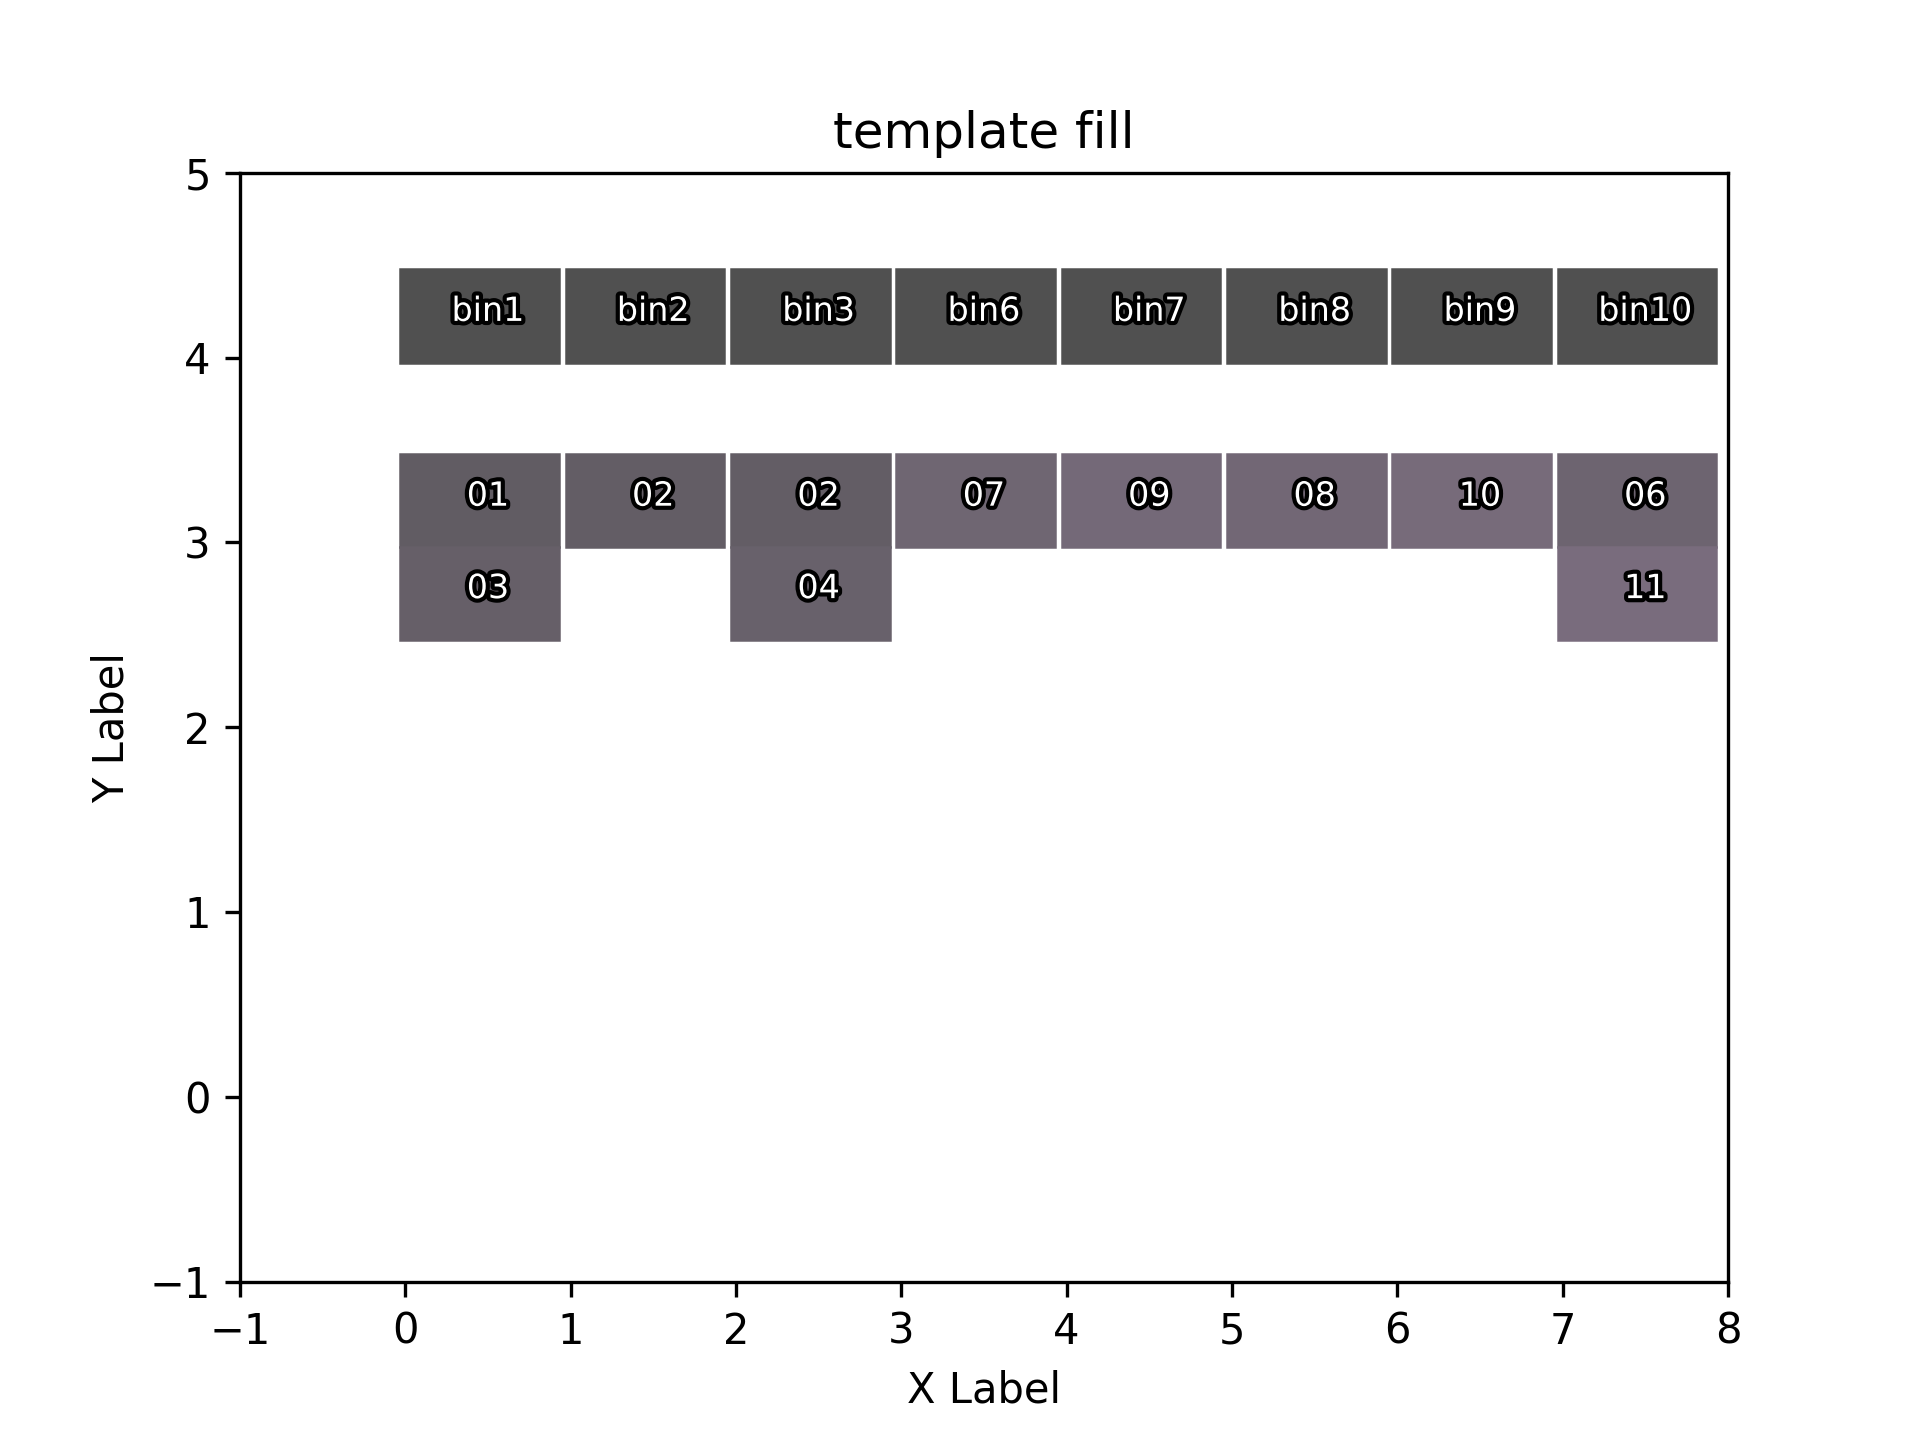 template fill
5
bin1 bin2 bin3 bin6 bin7 bin8 bin9 bin10
4
01 02 02 07 09 08 10 06
3
03 04 11
Y Label
2
1
0
−1
−1 0 1 2 3 4 5 6 7 8
X Label